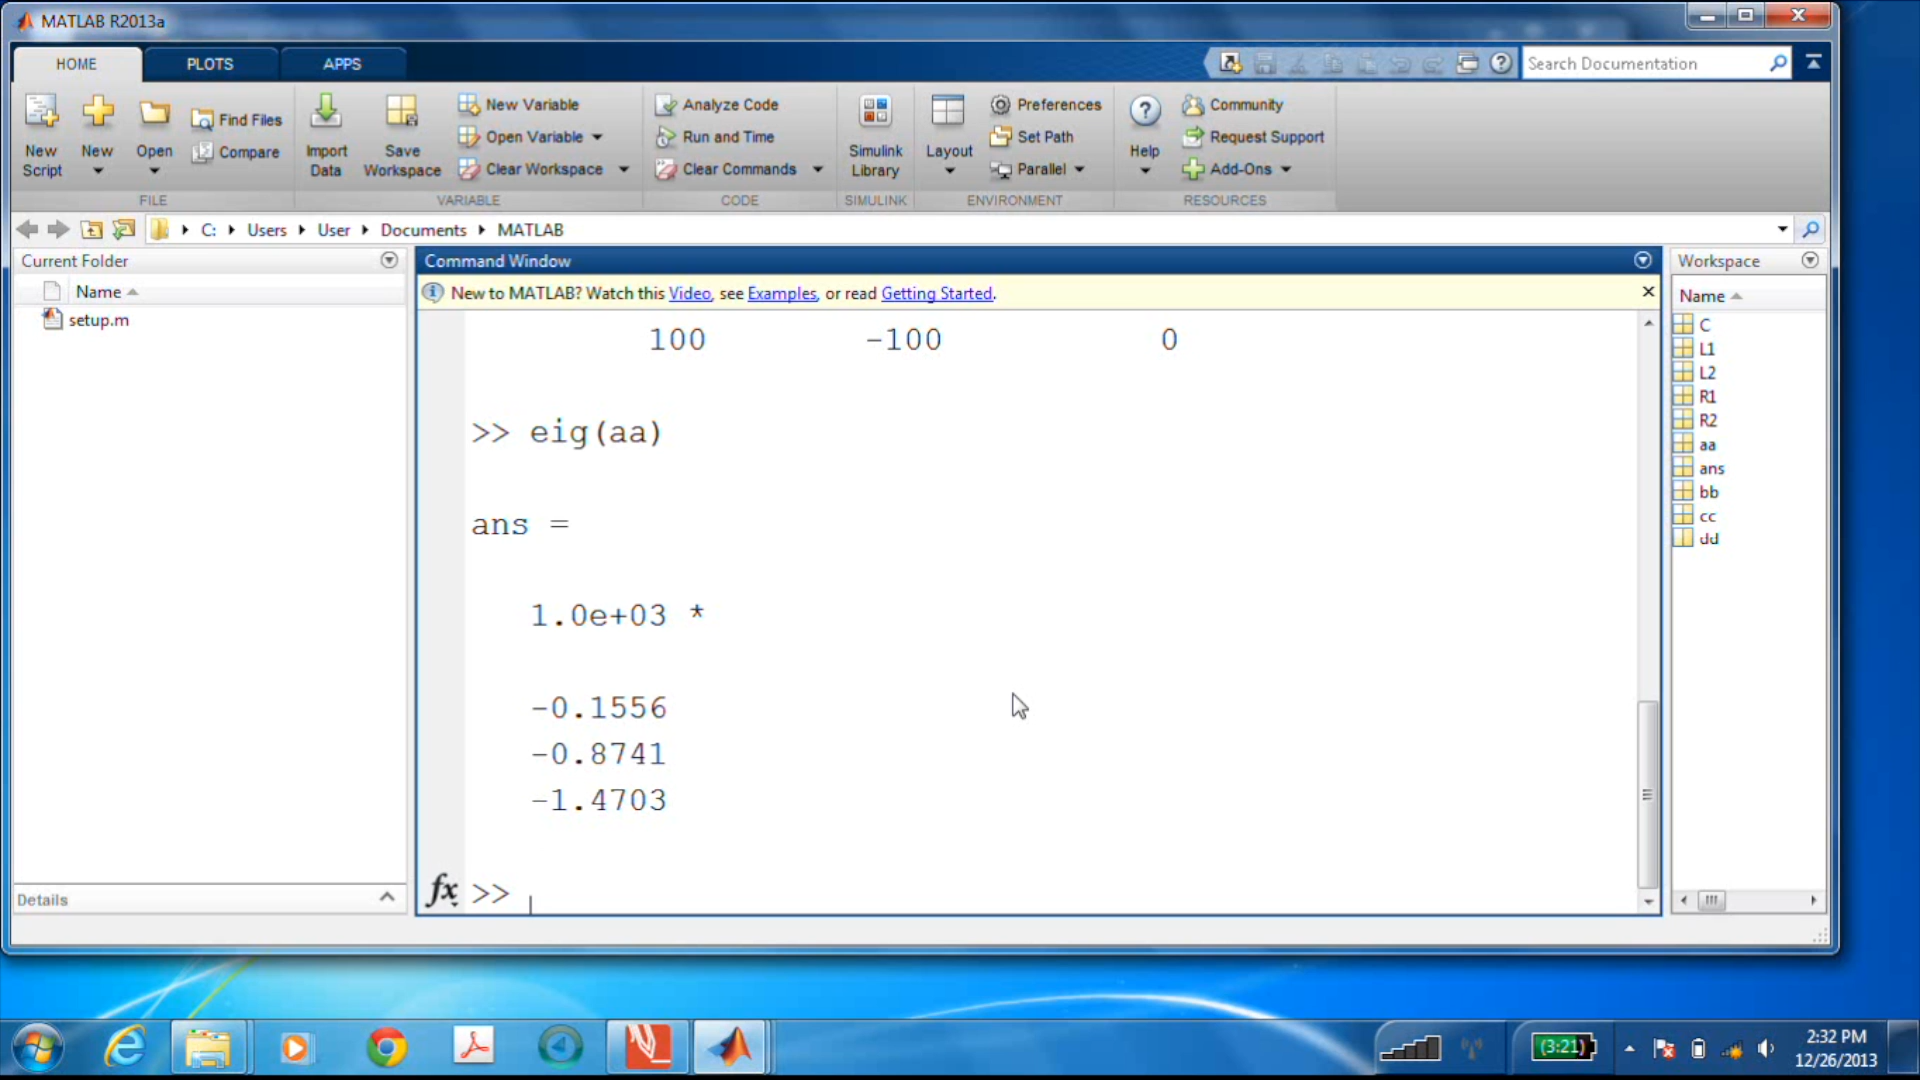 MATLAB R2013a
HOME PLOTS APPS
Search Documentation
New Script
New
Open
Find Files
Compare
Import Data
Save Workspace
New Variable
Open Variable
Clear Workspace
Analyze Code
Run and Time
Clear Commands
Simulink Library
Layout
Preferences
Set Path
Parallel
Help
Community
Request Support
Add-Ons
FILE VARIABLE CODE SIMULINK ENVIRONMENT RESOURCES
C: Users User Documents MATLAB
Current Folder
Name
setup.m
Details
Command Window
New to MATLAB? Watch this Video, see Examples, or read Getting Started.
100 -100 0
>> eig(aa)
ans =
1.0e+03 *
-0.1556
-0.8741
-1.4703
fx >>
Workspace
Name
C
L1
L2
R1
R2
aa
ans
bb
cc
dd
(3:21)
2:32 PM
12/26/2013